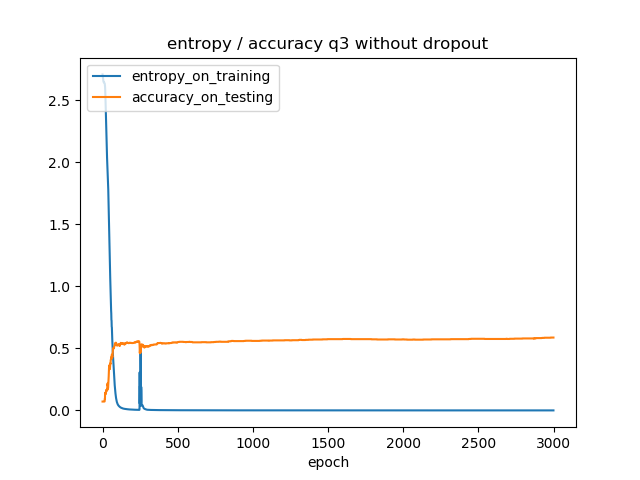 entropy / accuracy q3 without dropout
entropy_on_training
accuracy_on_testing
2.5
2.0
1.5
1.0
0.5
0.0
0 500 1000 1500 2000 2500 3000
epoch